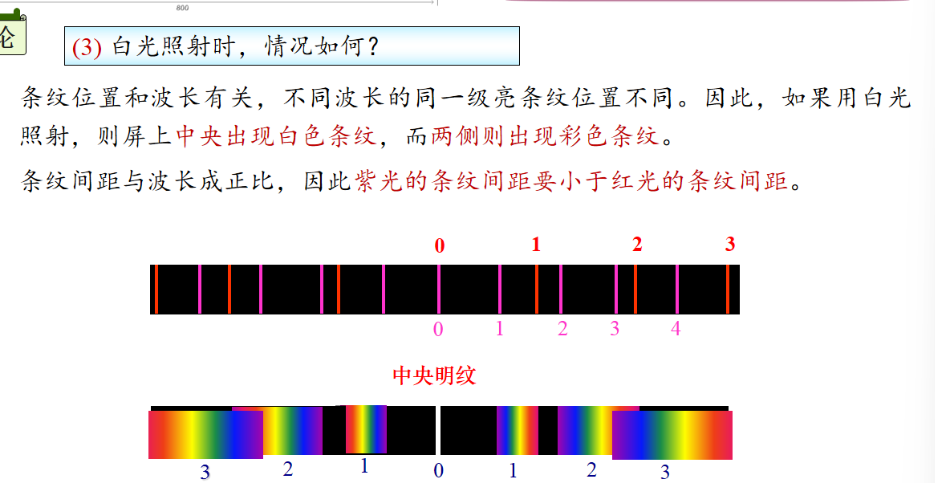 800
论
(3) 白光照射时，情况如何？
条纹位置和波长有关，不同波长的同一级亮条纹位置不同。因此，如果用白光
照射，则屏上中央出现白色条纹，而两侧则出现彩色条纹。
条纹间距与波长成正比，因此紫光的条纹间距要小于红光的条纹间距。
0 1 2 3
0 1 2 3 4
中央明纹
3 2 1 0 1 2 3